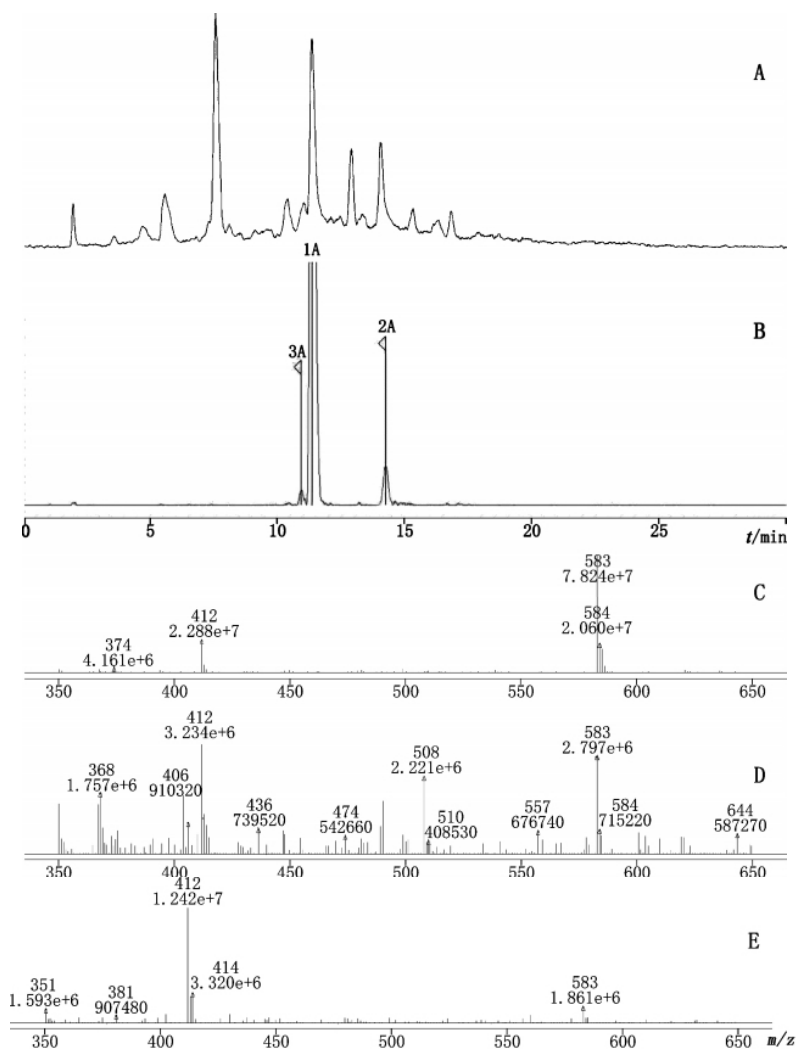 A
1A
B
2A
3A
0 5 10 15 20 25 t/min
583
7.824e+7
C
412
2.288e+7
584
2.060e+7
374
4.161e+6
350 400 450 500 550 600 650
412
3.234e+6
583
2.797e+6
508
2.221e+6
368
1.757e+6
406
910320
D
436
739520
474
542660
510
408530
557
676740
584
715220
644
587270
350 400 450 500 550 600 650
412
1.242e+7
E
351
1.593e+6
381
907480
414
3.320e+6
583
1.861e+6
350 400 450 500 550 600 650 m/z